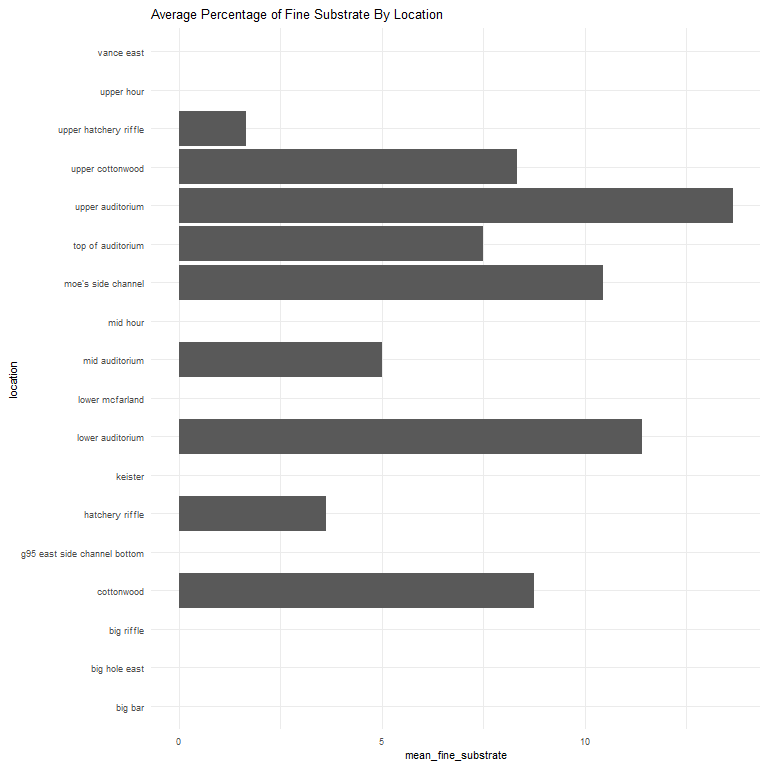 Average Percentage of Fine Substrate By Location
vance east
upper hour
upper hatchery riffle
upper cottonwood
upper auditorium
top of auditorium
moe's side channel
mid hour
mid auditorium
location
lower mcfarland
lower auditorium
keister
hatchery riffle
g95 east side channel bottom
cottonwood
big riffle
big hole east
big bar
0 5 10
mean_fine_substrate